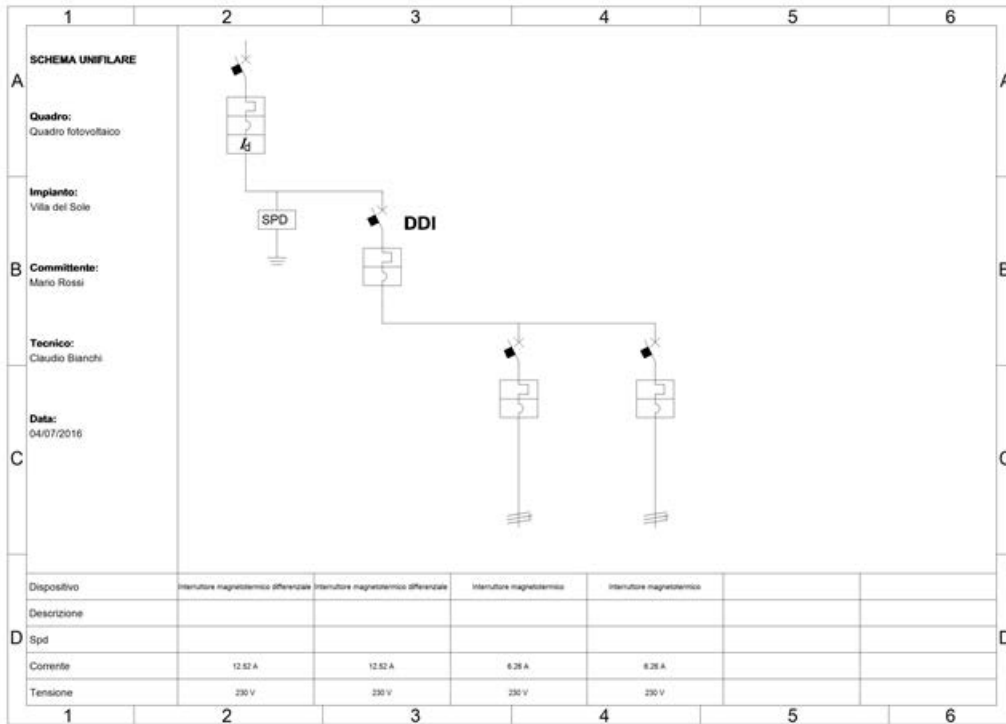 1 2 3 4 5 6
A A
SCHEMA UNIFILARE
Quadro:
Quadro fotovoltaico
Id
Impianto:
Villa del Sole
SPD
DDI
B B
Committente:
Mario Rossi
Tecnico:
Claudio Bianchi
Data:
04/07/2016
C C
Dispositivo Interruttore magnetotermico differenziale Interruttore magnetotermico differenziale Interruttore magnetotermico Interruttore magnetotermico
Descrizione
D D
Spd
Corrente 12.52 A 12.52 A 6.26 A 6.26 A
Tensione 230 V 230 V 230 V 230 V
1 2 3 4 5 6